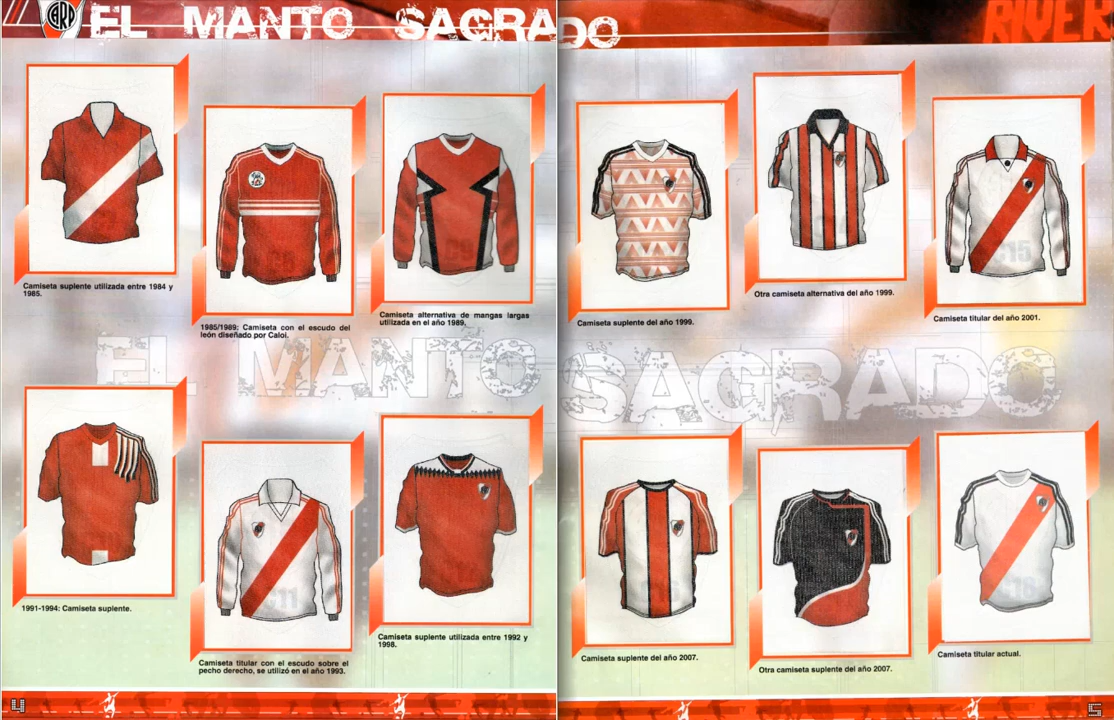 CARP
EL MANTO SAGRADO
RIVER
Camiseta suplente utilizada entre 1984 y
1985.
1985/1989: Camiseta con el escudo del
león diseñado por Caloi.
Camiseta alternativa de mangas largas
utilizada en el año 1989.
Camiseta suplente del año 1999.
Otra camiseta alternativa del año 1999.
Camiseta titular del año 2001.
EL MANTO SAGRADO
1991-1994: Camiseta suplente.
Camiseta titular con el escudo sobre el
pecho derecho, se utilizó en el año 1993.
Camiseta suplente utilizada entre 1992 y
1998.
Camiseta suplente del año 2007.
Otra camiseta suplente del año 2007.
Camiseta titular actual.
4
5